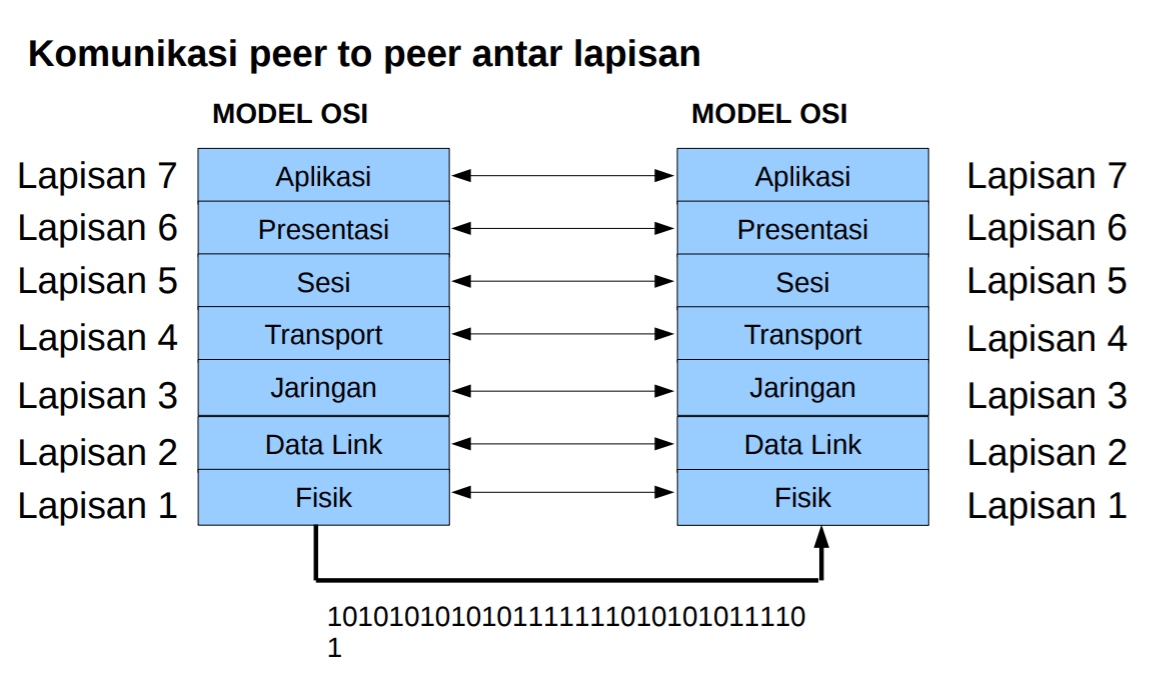 Komunikasi peer to peer antar lapisan
MODEL OSI MODEL OSI
Lapisan 7 Aplikasi Aplikasi Lapisan 7
Lapisan 6 Presentasi Presentasi Lapisan 6
Lapisan 5 Sesi Sesi Lapisan 5
Lapisan 4 Transport Transport Lapisan 4
Lapisan 3 Jaringan Jaringan Lapisan 3
Lapisan 2 Data Link Data Link Lapisan 2
Lapisan 1 Fisik Fisik Lapisan 1
1010101010101111111010101011110
1